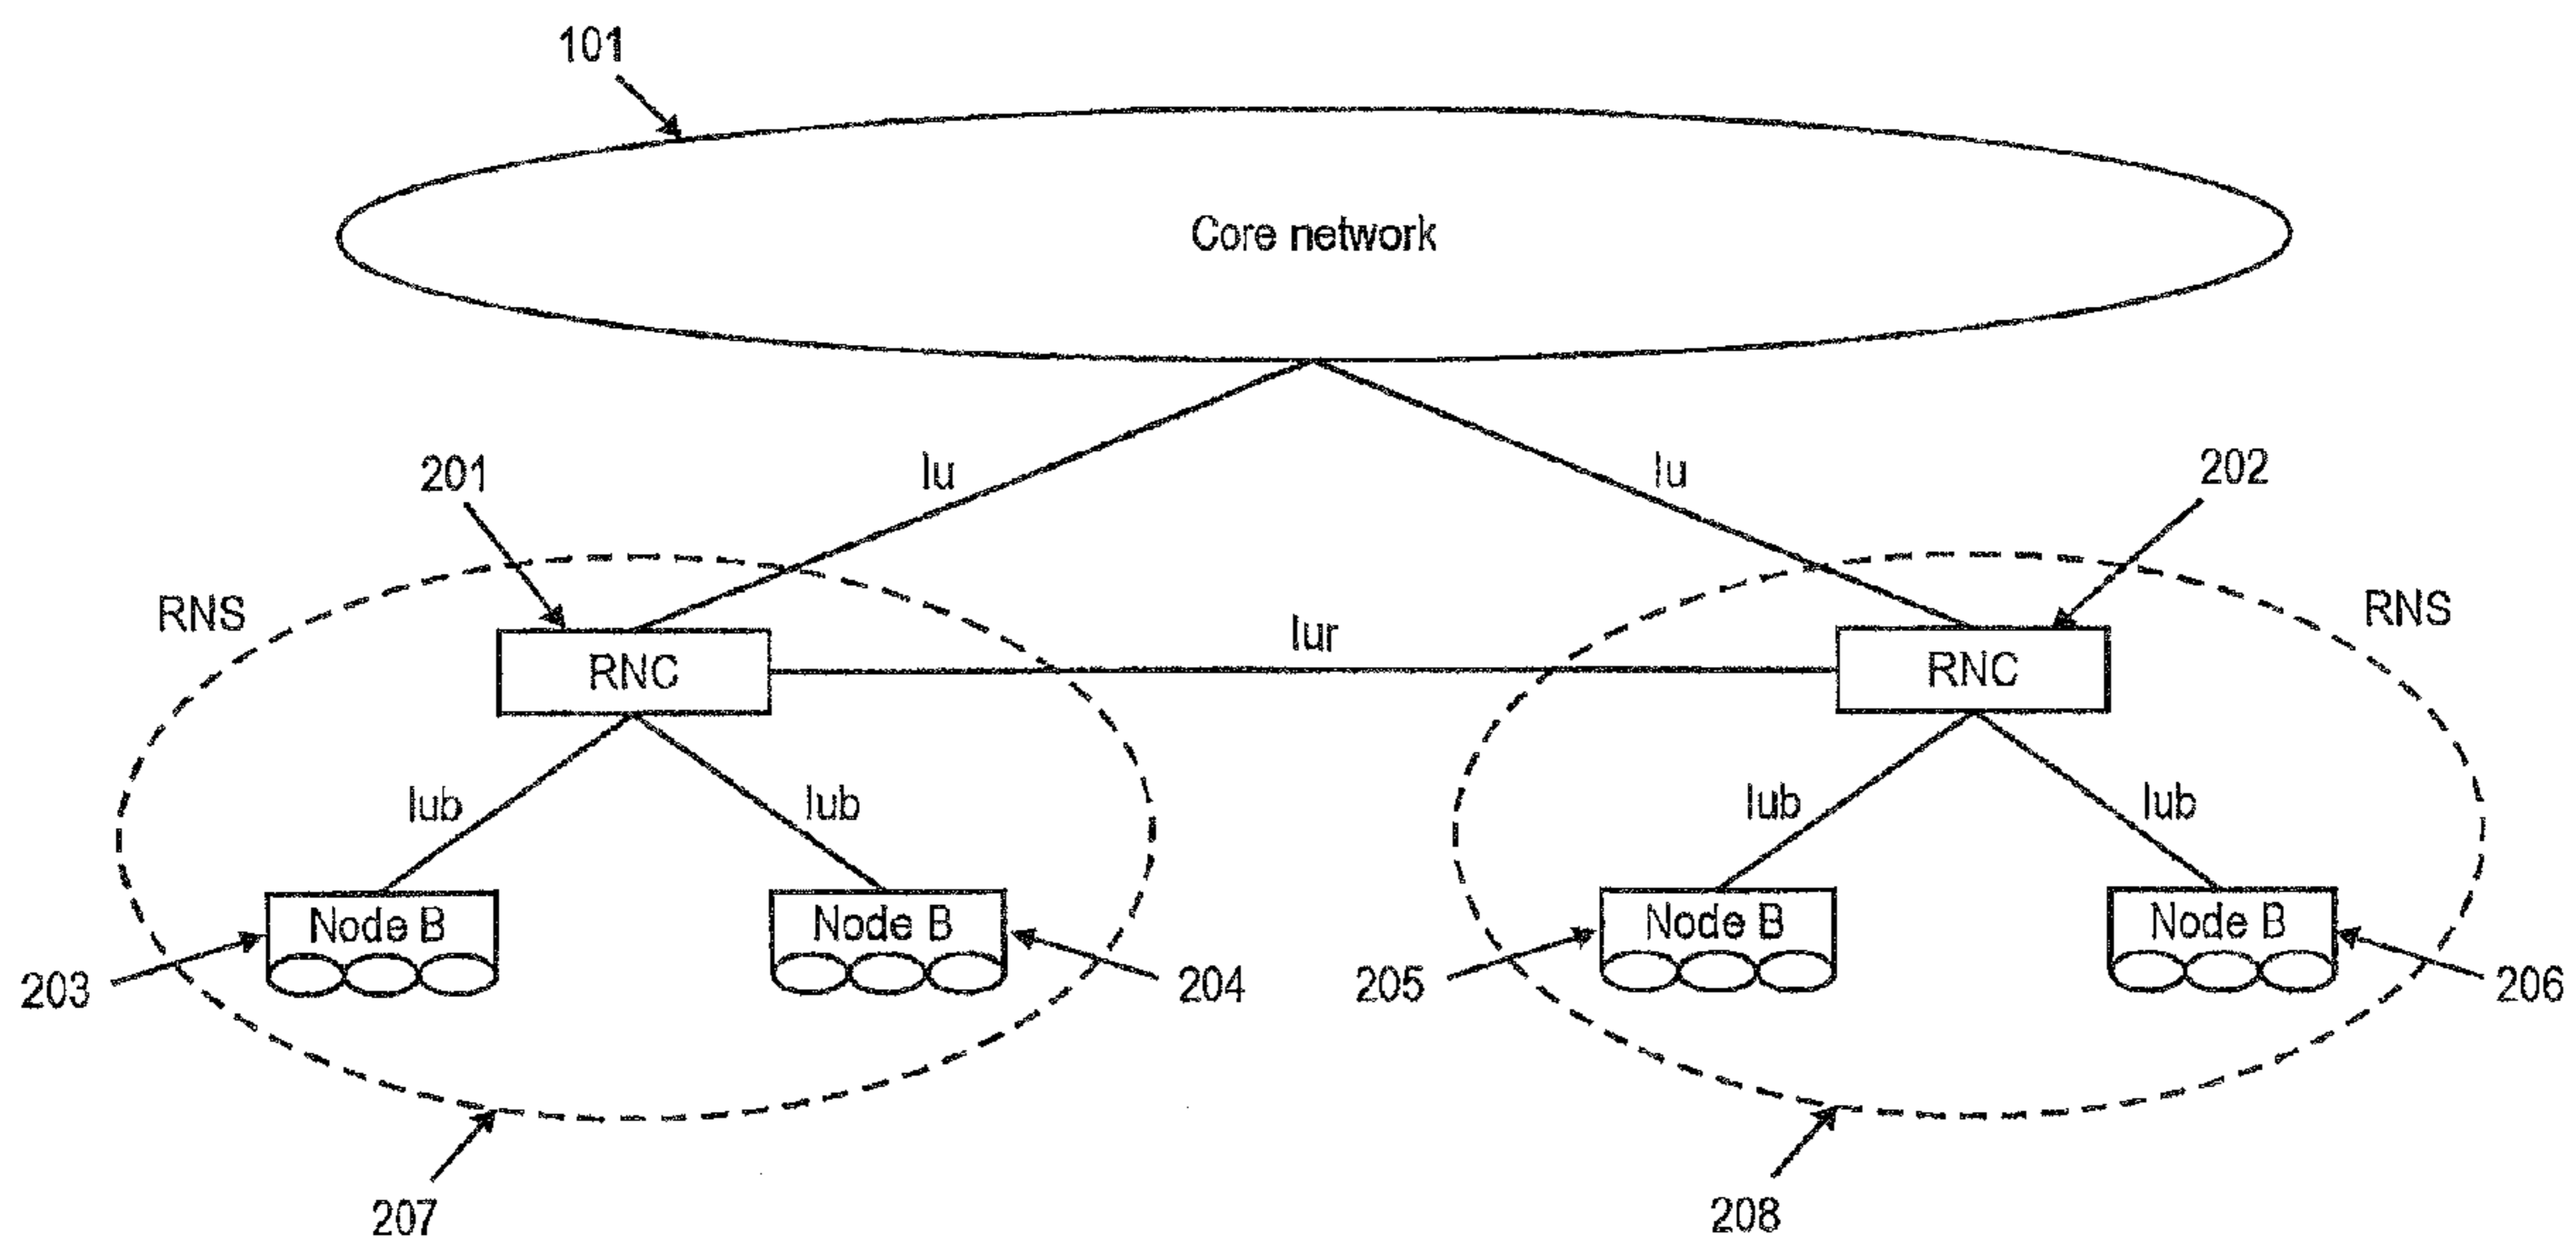 101
Core network
201
Iu
Iu
202
RNS
RNS
Iur
RNC
RNC
Iub
Iub
Iub
Iub
Node B
Node B
Node B
Node B
203
204
205
206
207
208